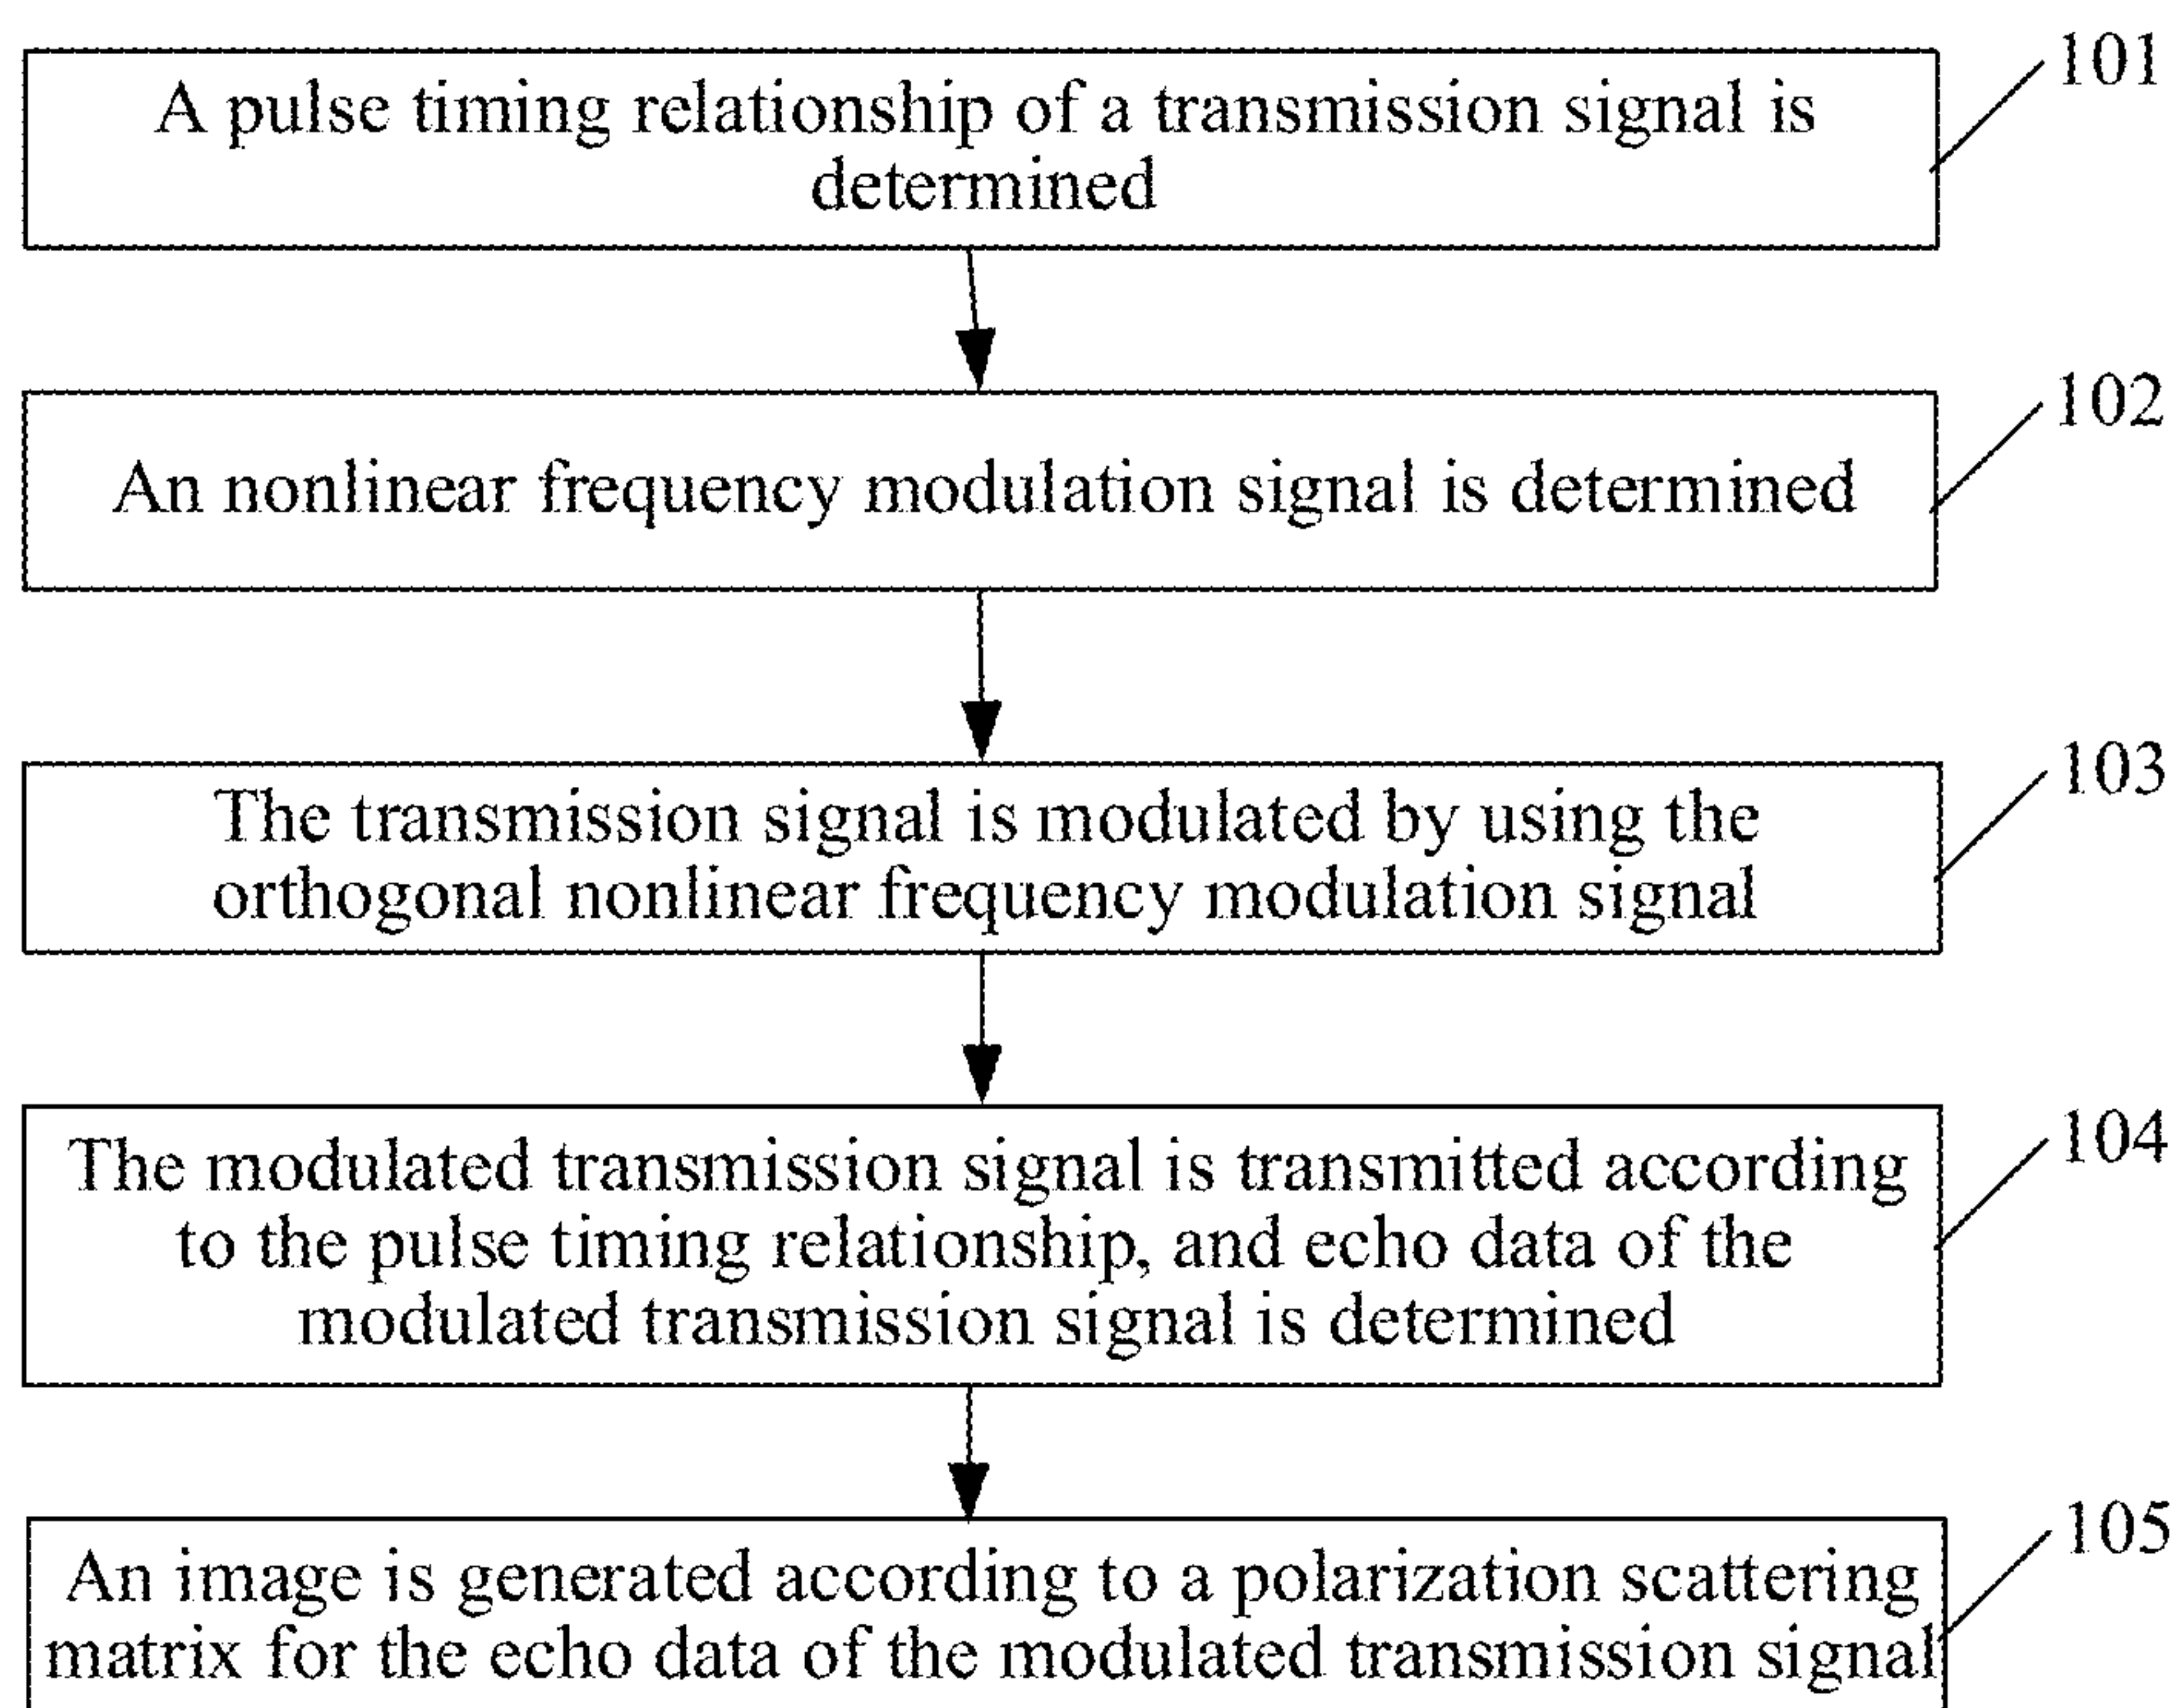 101
A pulse timing relationship of a transmission signal is
determined
102
An nonlinear frequency modulation signal is determined
103
The transmission signal is modulated by using the
orthogonal nonlinear frequency modulation signal
104
The modulated transmission signal is transmitted according
to the pulse timing relationship, and echo data of the
modulated transmission signal is determined
105
An image is generated according to a polarization scattering
matrix for the echo data of the modulated transmission signal